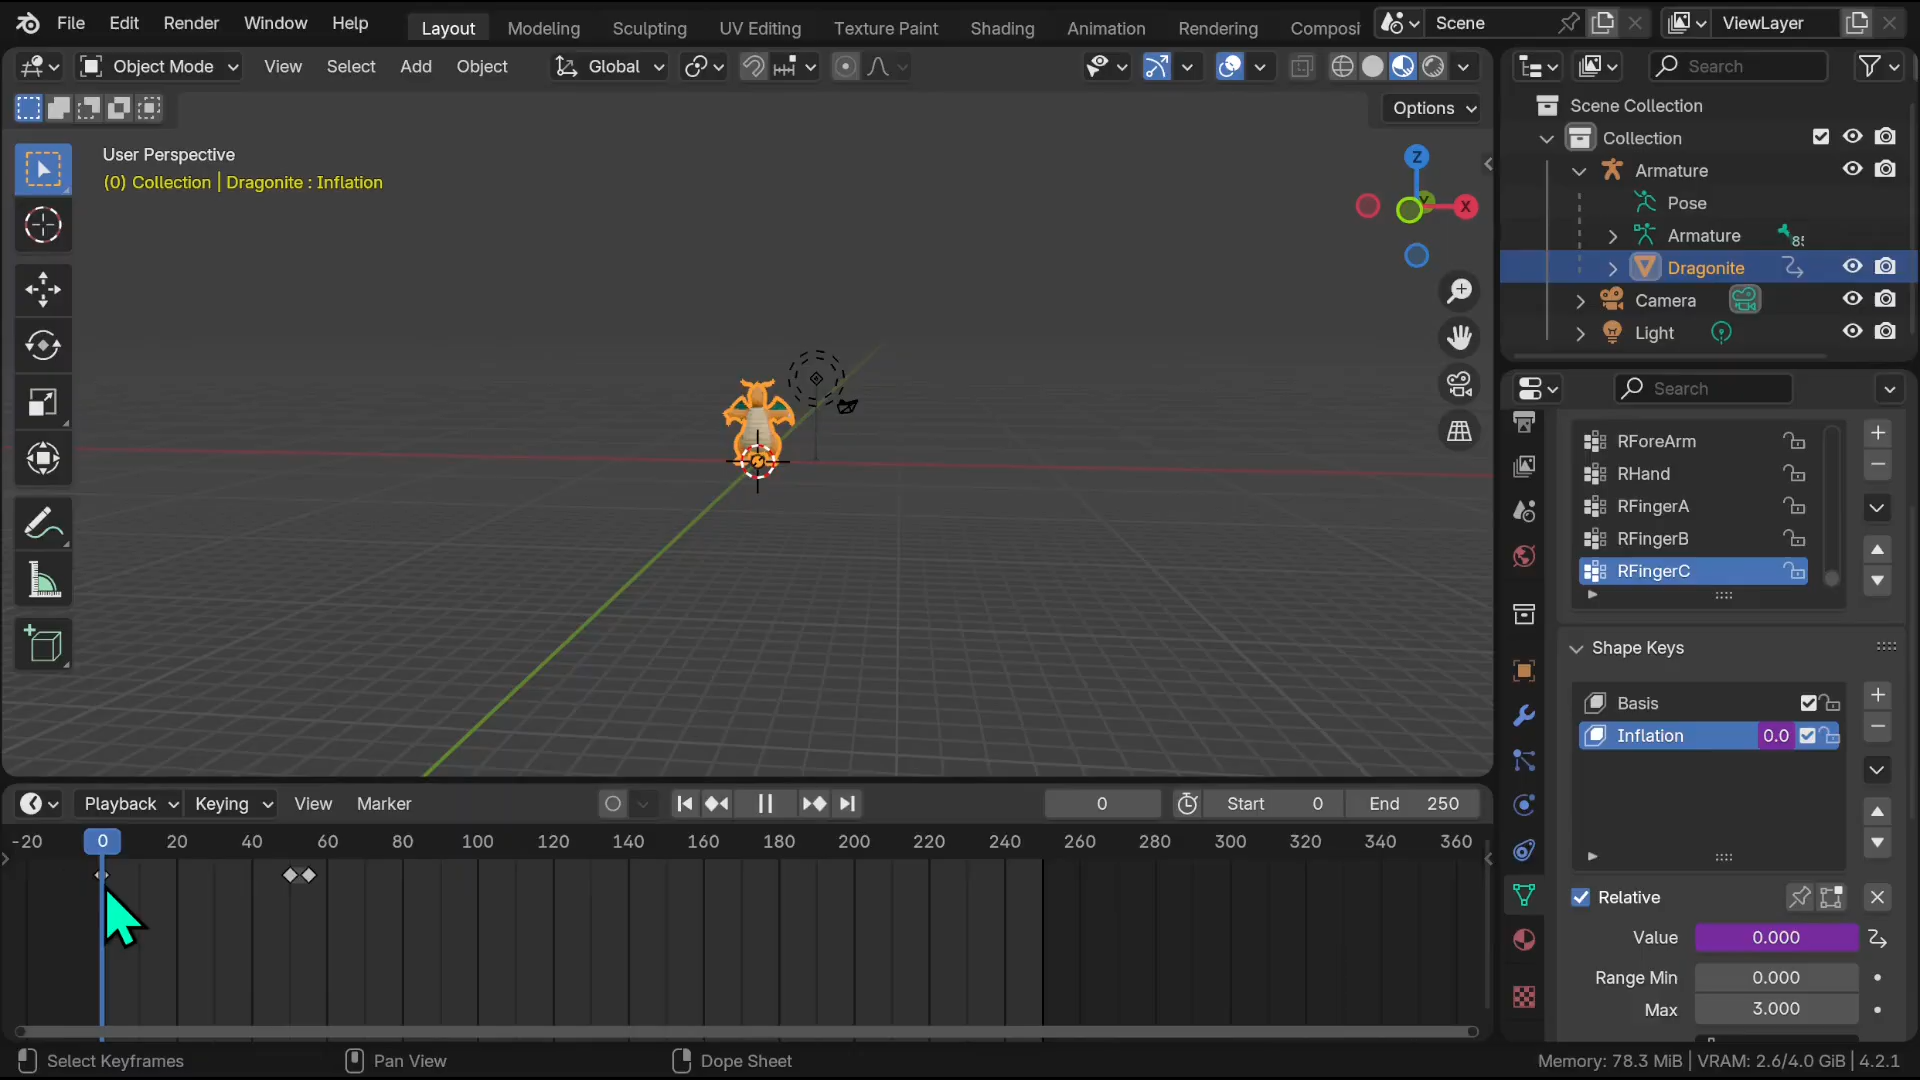 File Edit Render Window Help Layout Modeling Sculpting UV Editing Texture Paint Shading Animation Rendering Composi Scene ViewLayer
Object Mode View Select Add Object Global Search
Options
User Perspective
(0) Collection | Dragonite : Inflation
Z
Y
X
Scene Collection
Collection
Armature
Pose
Armature
Dragonite
Camera
Light
Search
RForeArm
RHand
RFingerA
RFingerB
RFingerC
Shape Keys
Basis
Inflation 0.0
Relative
Value 0.000
Range Min 0.000
Max 3.000
Playback Keying View Marker 0 Start 0 End 250
-20 0 20 40 60 80 100 120 140 160 180 200 220 240 260 280 300 320 340 360
Select Keyframes Pan View Dope Sheet Memory: 78.3 MiB | VRAM: 2.6/4.0 GiB | 4.2.1